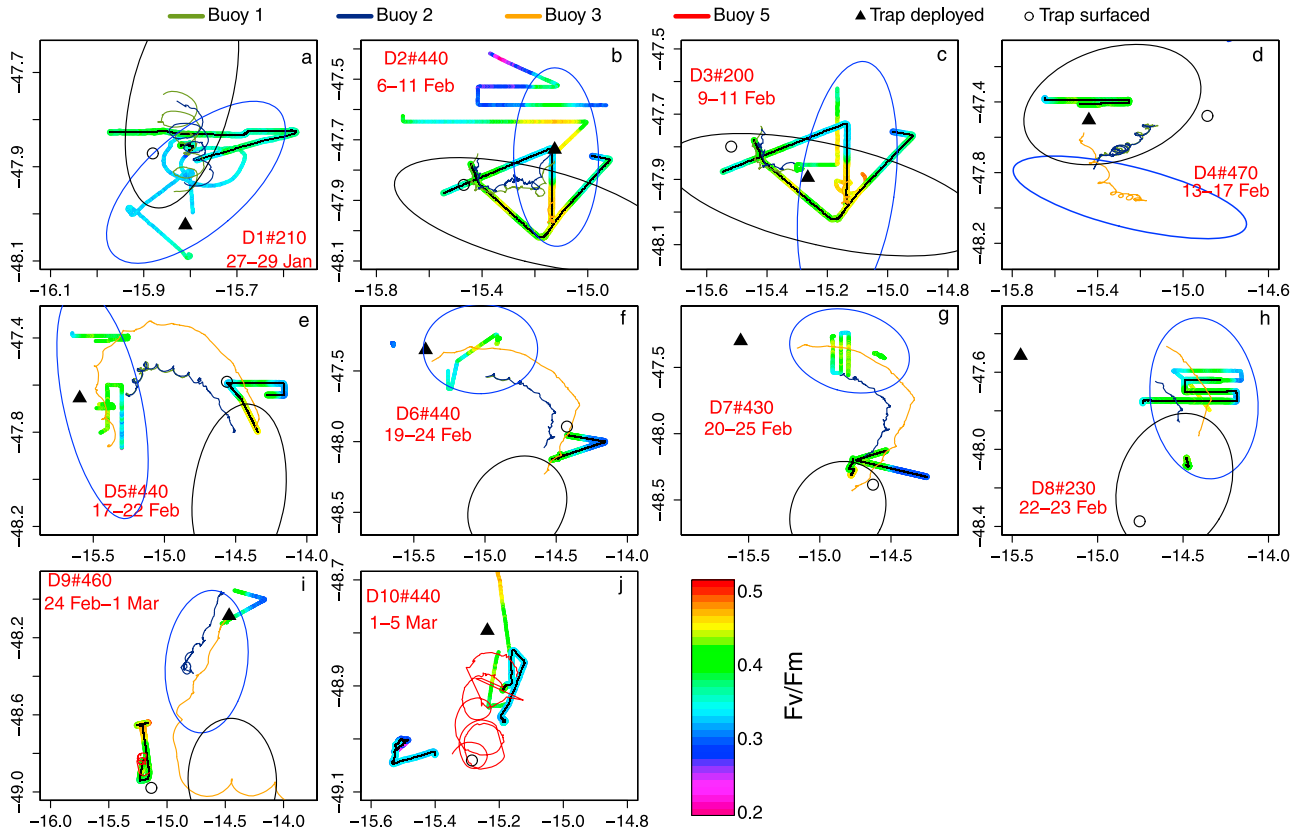 Buoy 1 Buoy 2 Buoy 3 Buoy 5 Trap deployed Trap surfaced
a
D1#210
27–29 Jan
−47.7
−47.9
−48.1
−16.1 −15.9 −15.7
b
D2#440
6–11 Feb
−47.5
−47.7
−47.9
−48.1
−15.8 −15.4 −15.0
c
D3#200
9–11 Feb
−47.5
−47.7
−47.9
−48.1
−15.6 −15.2 −14.8
d
D4#470
13–17 Feb
−47.4
−47.8
−48.2
−15.8 −15.4 −15.0 −14.6
e
D5#440
17–22 Feb
−47.4
−47.8
−48.2
−15.5 −15.0 −14.5 −14.0
f
D6#440
19–24 Feb
−47.5
−48.0
−48.5
−15.5 −15.0 −14.5 −14.0
g
D7#430
20–25 Feb
−47.5
−48.0
−48.5
−15.5 −15.0 −14.5 −14.0
h
D8#230
22–23 Feb
−47.6
−48.0
−48.4
−15.5 −15.0 −14.5 −14.0
i
D9#460
24 Feb–1 Mar
−48.2
−48.6
−49.0
−16.0 −15.5 −15.0 −14.5 −14.0
j
D10#440
1–5 Mar
−48.7
−48.9
−49.1
−15.6 −15.4 −15.2 −15.0 −14.8
0.5
0.4
0.3
0.2
Fv/Fm